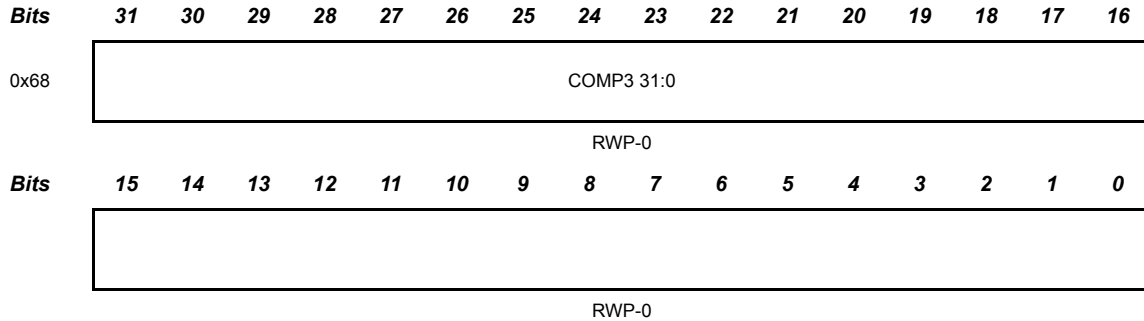 Bits 31 30 29 28 27 26 25 24 23 22 21 20 19 18 17 16
0x68 COMP3 31:0
RWP-0
Bits 15 14 13 12 11 10 9 8 7 6 5 4 3 2 1 0
RWP-0